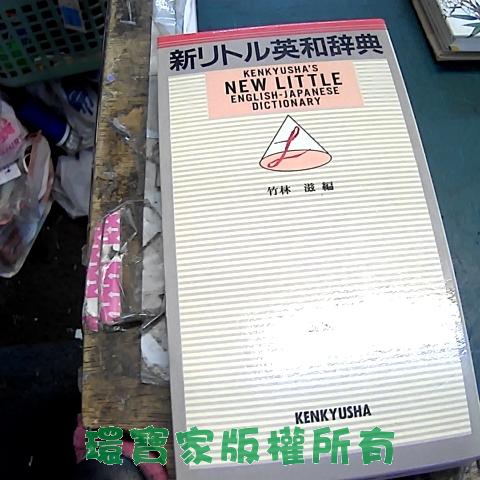 新リトル英和辞典
KENKYUSHA'S
NEW LITTLE
ENGLISH-JAPANESE
DICTIONARY
L
竹林 滋 編
KENKYUSHA
環寶家版權所有